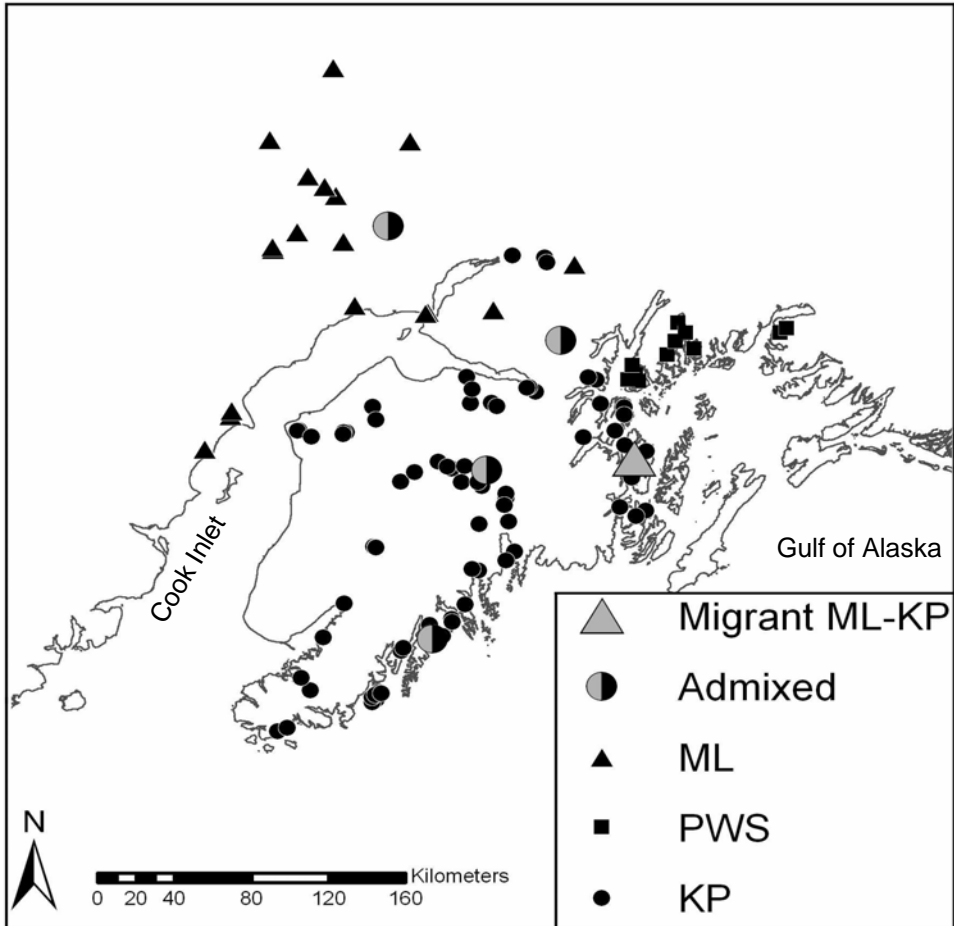 Cook Inlet
Gulf of Alaska
Migrant ML-KP
Admixed
ML
PWS
KP
N
Kilometers
0 20 40 80 120 160